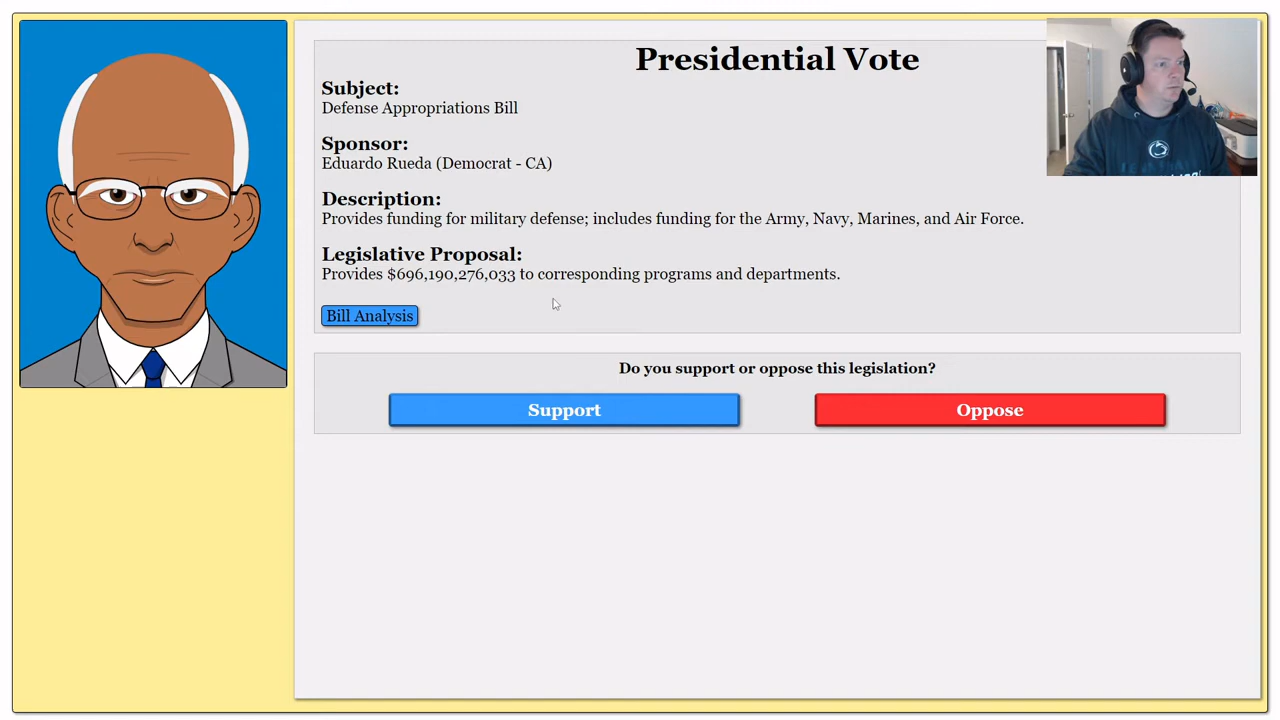 Presidential Vote
Subject:
Defense Appropriations Bill
Sponsor:
Eduardo Rueda (Democrat - CA)
Description:
Provides funding for military defense; includes funding for the Army, Navy, Marines, and Air Force.
Legislative Proposal:
Provides $696,190,276,033 to corresponding programs and departments.
Bill Analysis
Do you support or oppose this legislation?
Support
Oppose